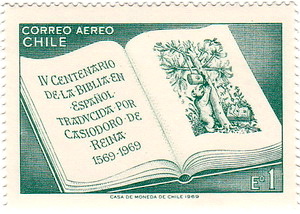 CORREO AEREO
CHILE
IV CENTENARIO
DE LA BIBLIA EN
ESPAÑOL
TRADUCIDA POR
CASIODORO DE
REINA
1569-1969
E° 1
CASA DE MONEDA DE CHILE 1969